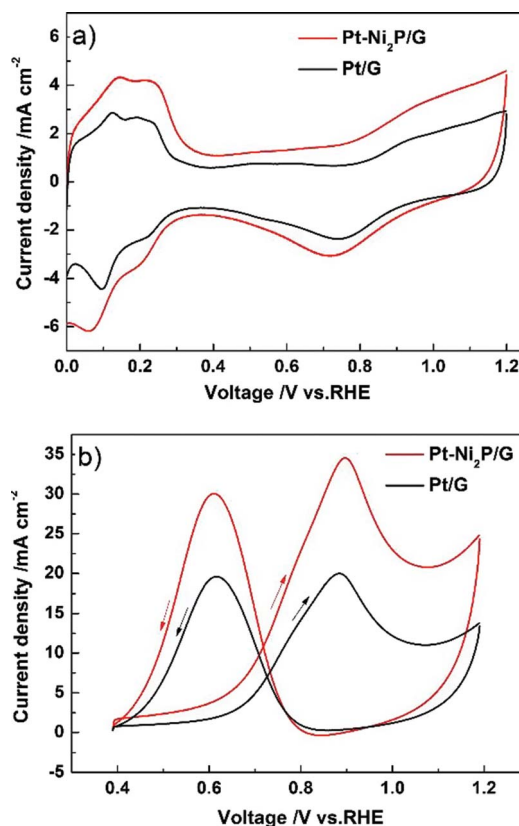 a)
Pt-Ni₂P/G
Pt/G
Current density /mA cm⁻²
6
4
2
0
-2
-4
-6
0.0 0.2 0.4 0.6 0.8 1.0 1.2
Voltage /V vs.RHE
b)
Pt-Ni₂P/G
Pt/G
Current density /mA cm⁻²
35
30
25
20
15
10
5
0
-5
0.4 0.6 0.8 1.0 1.2
Voltage /V vs.RHE